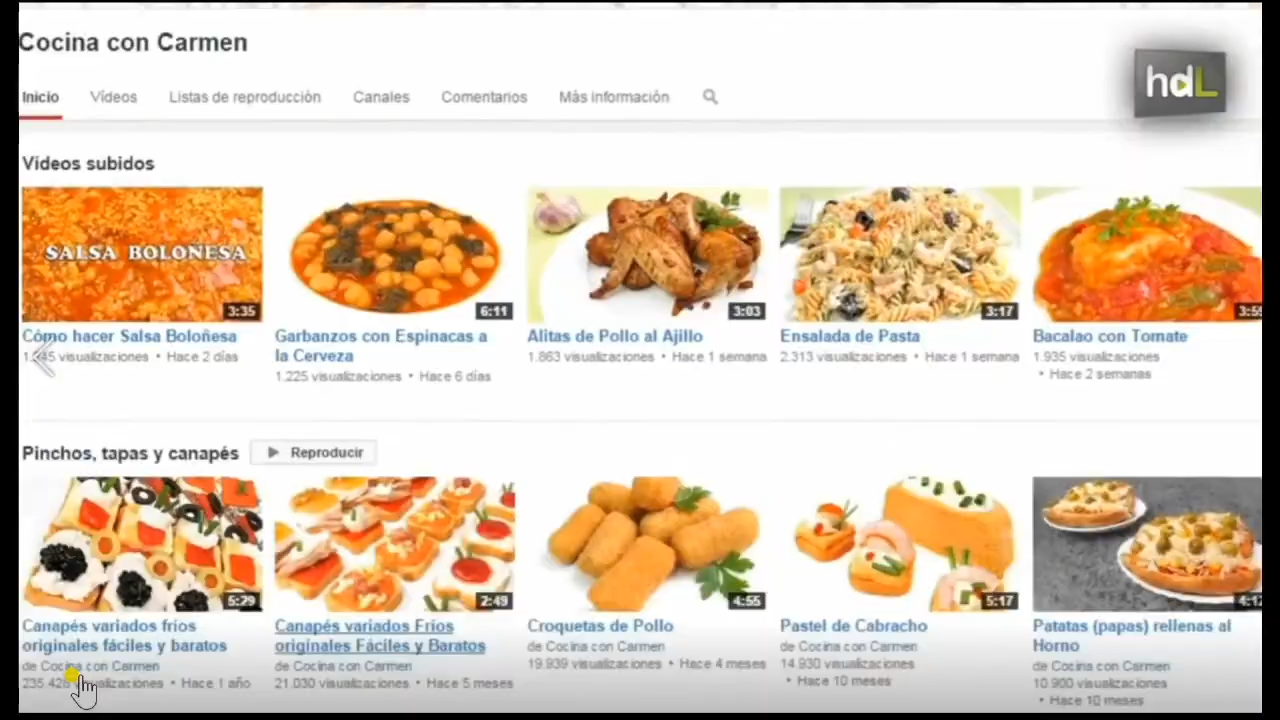 Cocina con Carmen
hdL
Inicio Vídeos Listas de reproducción Canales Comentarios Más información
Vídeos subidos
SALSA BOLOÑESA
3:35 6:11 3:03 3:17
Cómo hacer Salsa Boloñesa
visualizaciones • Hace 2 días
Garbanzos con Espinacas a
la Cerveza
1.225 visualizaciones • Hace 6 días
Alitas de Pollo al Ajillo
1.863 visualizaciones • Hace 1 semana
Ensalada de Pasta
2.313 visualizaciones • Hace 1 semana
Bacalao con Tomate
1.935 visualizaciones
• Hace 2 semanas
Pinchos, tapas y canapés Reproducir
5:29 2:49 4:55 5:17
Canapés variados fríos
originales fáciles y baratos
de Cocina con Carmen
• Hace 1 año
Canapés variados Fríos
originales Fáciles y Baratos
de Cocina con Carmen
21.030 visualizaciones • Hace 5 meses
Croquetas de Pollo
de Cocina con Carmen
19.939 visualizaciones • Hace 4 meses
Pastel de Cabracho
de Cocina con Carmen
14.930 visualizaciones
• Hace 10 meses
Patatas (papas) rellenas al
Horno
de Cocina con Carmen
10.900 visualizaciones
• Hace 10 meses